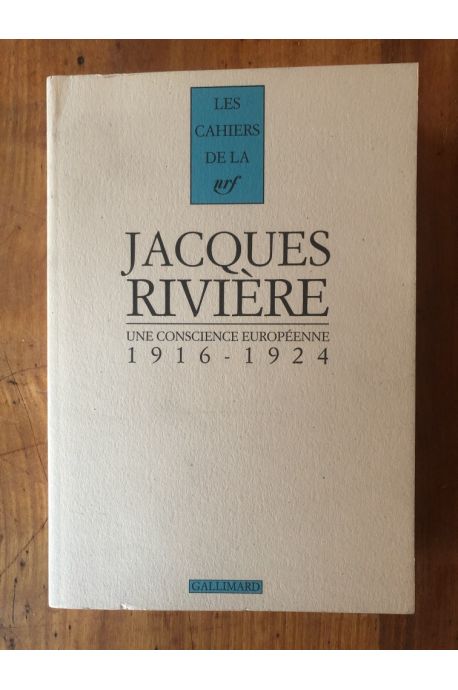 LES
CAHIERS
DE LA
nrf
JACQUES
RIVIÈRE
UNE CONSCIENCE EUROPÉENNE
1916-1924
GALLIMARD